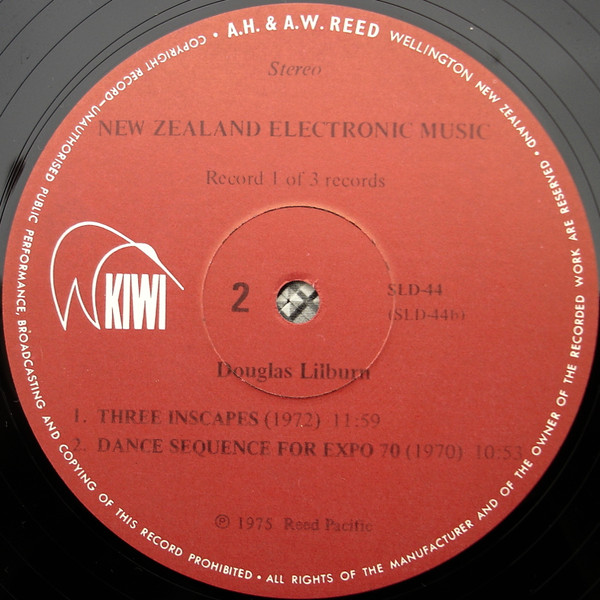 • A.H. & A.W. REED WELLINGTON NEW ZEALAND • ALL RIGHTS OF THE MANUFACTURER AND OF THE OWNER OF THE RECORDED WORK ARE RESERVED •
COPYRIGHT RECORD—UNAUTHORISED PUBLIC PERFORMANCE, BROADCASTING AND COPYING OF THIS RECORD PROHIBITED
Stereo
NEW ZEALAND ELECTRONIC MUSIC
Record 1 of 3 records
KIWI
2
SLD-44
(SLD-44b)
Douglas Lilburn
1. THREE INSCAPES (1972) 11:59
2. DANCE SEQUENCE FOR EXPO 70 (1970) 10:53
℗ 1975 Reed Pacific